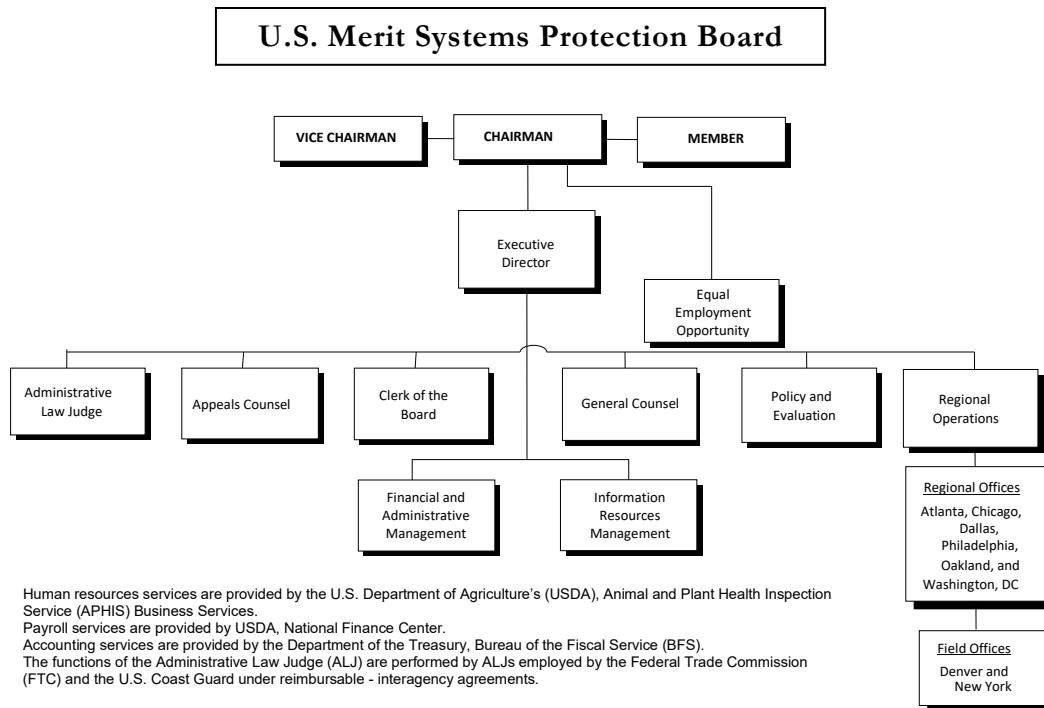 U.S. Merit Systems Protection Board
VICE CHAIRMAN
CHAIRMAN
MEMBER
Executive
Director
Equal
Employment
Opportunity
Administrative
Law Judge
Appeals Counsel
Clerk of the
Board
General Counsel
Policy and
Evaluation
Regional
Operations
Financial and
Administrative
Management
Information
Resources
Management
Regional Offices
Atlanta, Chicago,
Dallas,
Philadelphia,
Oakland, and
Washington, DC
Field Offices
Denver and
New York
Human resources services are provided by the U.S. Department of Agriculture’s (USDA), Animal and Plant Health Inspection
Service (APHIS) Business Services.
Payroll services are provided by USDA, National Finance Center.
Accounting services are provided by the Department of the Treasury, Bureau of the Fiscal Service (BFS).
The functions of the Administrative Law Judge (ALJ) are performed by ALJs employed by the Federal Trade Commission
(FTC) and the U.S. Coast Guard under reimbursable - interagency agreements.